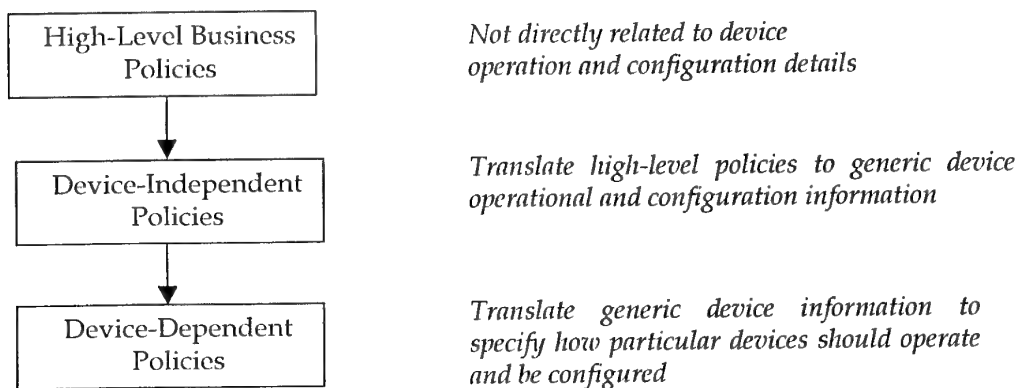 High-Level Business
Policies
Not directly related to device
operation and configuration details
Device-Independent
Policies
Translate high-level policies to generic device
operational and configuration information
Device-Dependent
Policies
Translate generic device information to
specify how particular devices should operate
and be configured